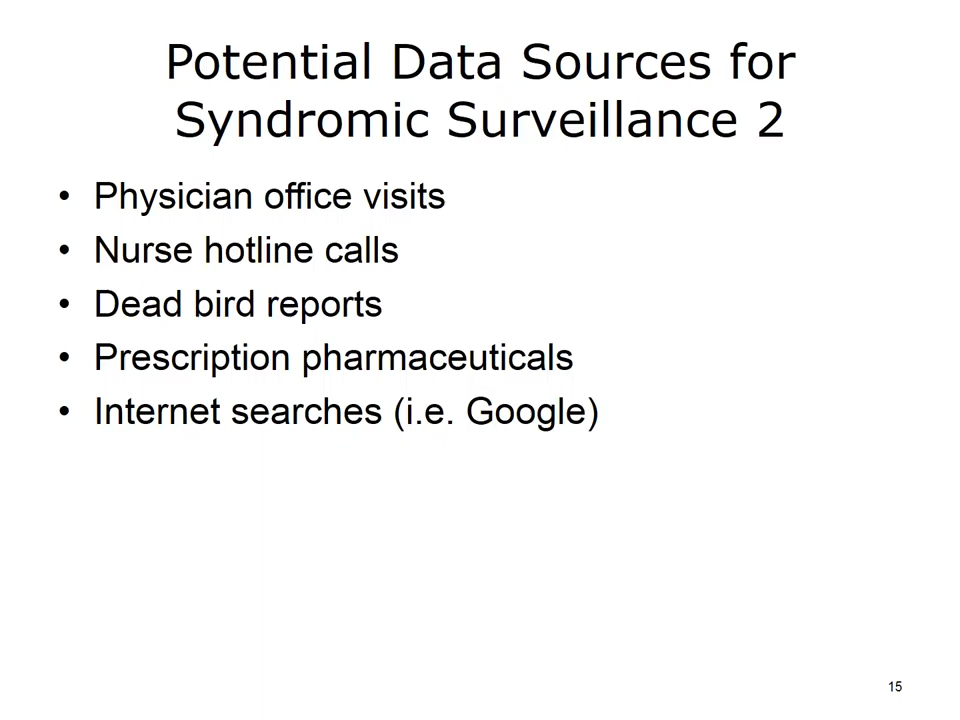 Potential Data Sources for
Syndromic Surveillance 2
• Physician office visits
• Nurse hotline calls
• Dead bird reports
• Prescription pharmaceuticals
• Internet searches (i.e. Google)
15